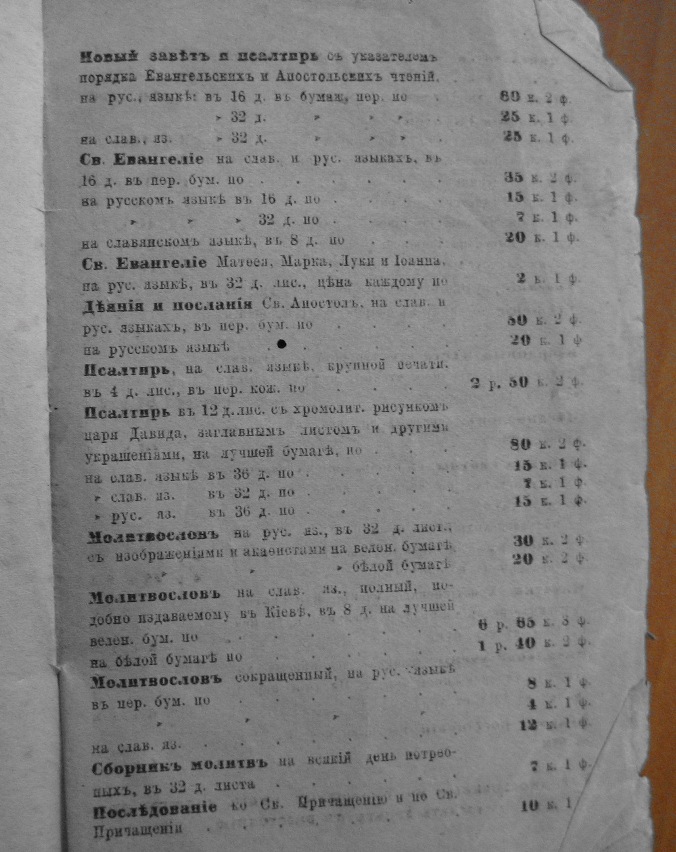 Новый завѣтъ и псалтирь съ указателемъ
порядка Евангельскихъ и Апостольскихъ чтеній,
на рус., языкѣ: въ 16 д. въ бумаж, пер. по 60 к. 2 ф.
» 32 д. » » » . 25 к. 1 ф.
на слав., яз. » 32 д. » » » . 25 к. 1 ф.
Св. Евангеліе на слав. и рус. языкахъ, въ
16 д. въ пер. бум. по . . . . . . 35 к. 2 ф.
на русскомъ языкѣ въ 16 д. по . . . . 15 к. 1 ф.
» » » 32 д. по . . . . 7 к. 1 ф.
на славянскомъ языкѣ, въ 8 д. по . . . 20 к. 1 ф.
Св. Евангеліе Матѳея, Марка, Луки и Іоанна,
на рус. языкѣ, въ 32 д. лис., цѣна каждому по 2 к. 1 ф.
Дѣянія и посланія Св. Апостолъ, на слав. и
рус. языкахъ, въ пер. бум. по . . . . 50 к. 2 ф.
на русскомъ языкѣ . . . . . 20 к. 1 ф.
Псалтирь, на слав. языкѣ, крупной печати,
въ 4 д. лис., въ пер. кож. по . . . . 2 р. 50 к. 2 ф.
Псалтирь въ 12 д. лис. съ хромолит. рисункомъ
царя Давида, заглавнымъ листомъ и другими
украшеніями, на лучшей бумагѣ, по . . . 80 к. 2 ф.
на слав. языкѣ въ 36 д. по . . . . . 15 к. 1 ф.
» слав. яз. въ 32 д. по . . . . . 7 к. 1 ф.
» рус. яз. въ 36 д. по . . . . . 15 к. 1 ф.
Молитвословъ на рус. яз., въ 32 д. лист.,
съ изображеніями и акаѳистами на велен. бумагѣ 30 к. 2 ф.
» » » » бѣлой бумагѣ 20 к. 2 ф.
Молитвословъ на слав. яз., полный, по-
добно издаваемому въ Кіевѣ, въ 8 д. на лучшей
велен. бум. по . . . . . . . р. 65 к. 3 ф.
на бѣлой бумагѣ по . . . . . . 1 р. 40 к. 2 ф.
Молитвословъ сокращенный, на рус. языкѣ
въ пер. бум. по . . . . . . . 8 к. 1 ф.
» » » » 4 к. 1 ф.
на слав. яз. . . . . . . . 12 к. 1 ф.
Сборникъ молитвъ на всякій день потреб-
ныхъ, въ 32 д. листа . . . . . . 7 к. 1 ф.
Послѣдованіе ко Св. Причащенію и по Св.
Причащеніи . . . . . . . 10 к. 1